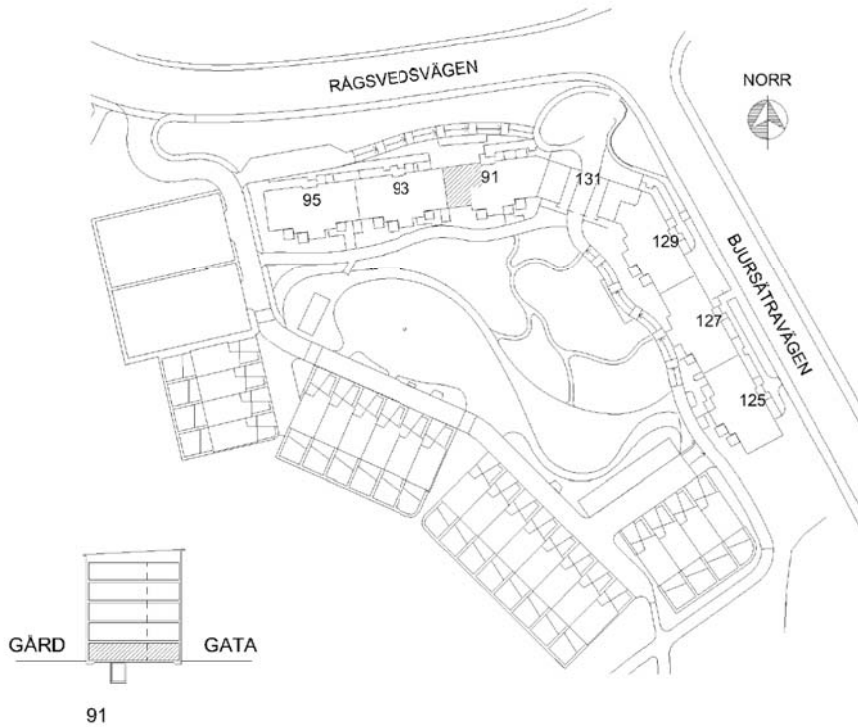 RÅGSVEDSVÄGEN
NORR
91
131
93
95
129
BJURSÄTRAVÄGEN
127
125
GÅRD
GATA
91